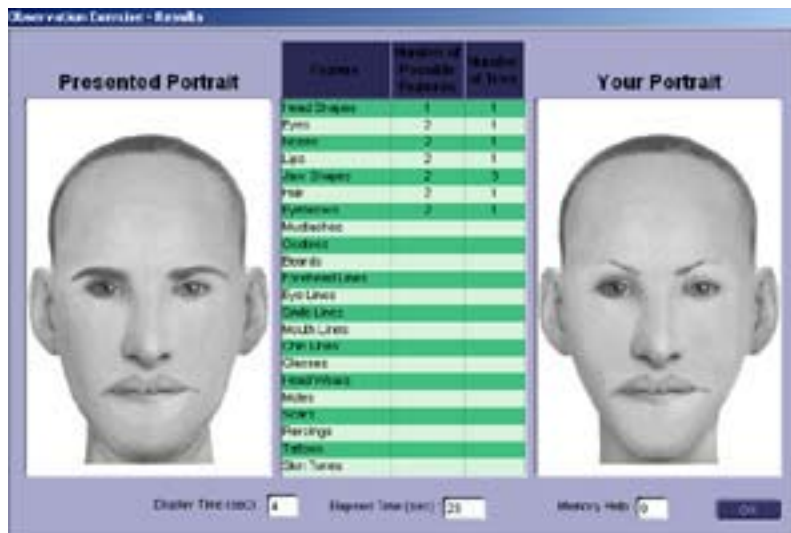 Observation Exercise - Results
Presented Portrait
Feature Number of Possible Features Number of Tries
Your Portrait
Head Shapes 1 1
Eyes 2 1
Noses 2 1
Lips 2 1
Jaw Shapes 2 3
Hair 2 1
Eyebrows 2 1
Mustaches
Goatees
Beards
Forehead Lines
Eye Lines
Smile Lines
Mouth Lines
Chin Lines
Glasses
Head Wears
Moles
Scars
Piercings
Tattoos
Skin Tones
Display Time (sec): 4
Elapsed Time (sec): 
Memory Help: 0
OK